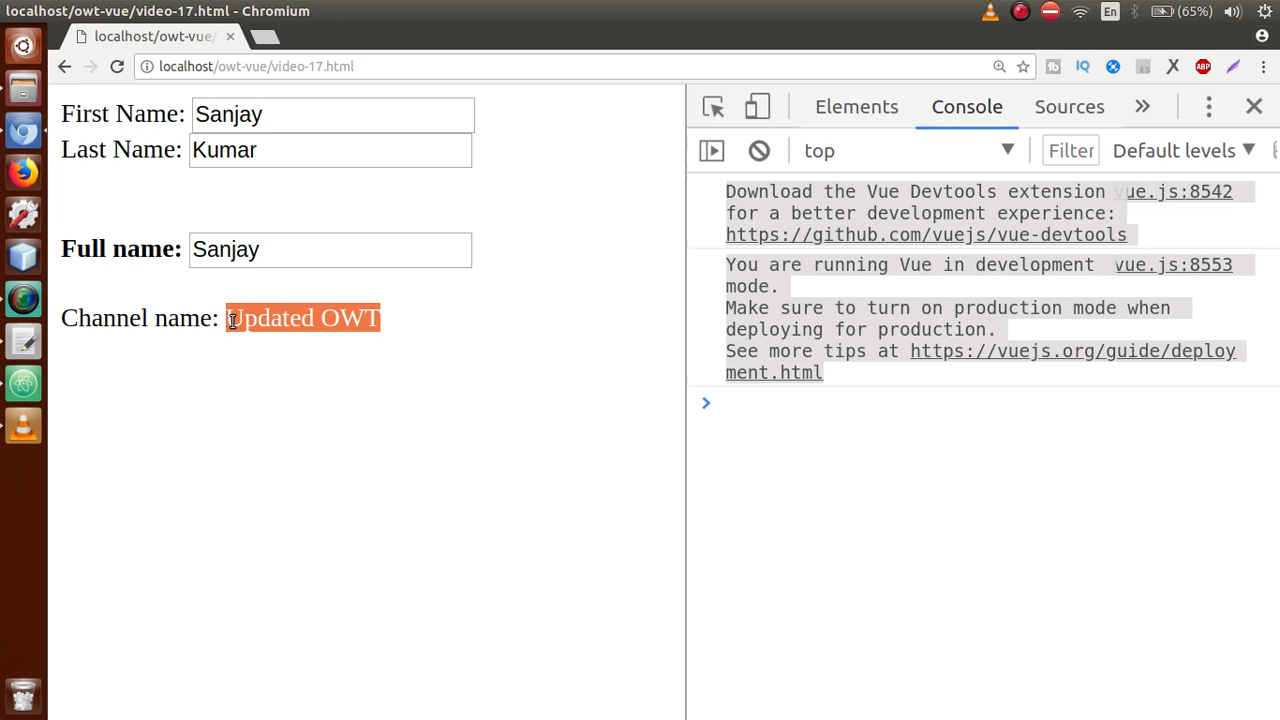 localhost/owt-vue/video-17.html - Chromium
En
(65%)
localhost/owt-vue/
localhost/owt-vue/video-17.html
IQ
ABP
First Name: Sanjay
Last Name: Kumar
Full name: Sanjay
Channel name: Updated OWT
Elements
Console
Sources
top
Filter
Default levels
Download the Vue Devtools extension vue.js:8542
for a better development experience:
https://github.com/vuejs/vue-devtools
You are running Vue in development vue.js:8553
mode.
Make sure to turn on production mode when
deploying for production.
See more tips at https://vuejs.org/guide/deploy
ment.html